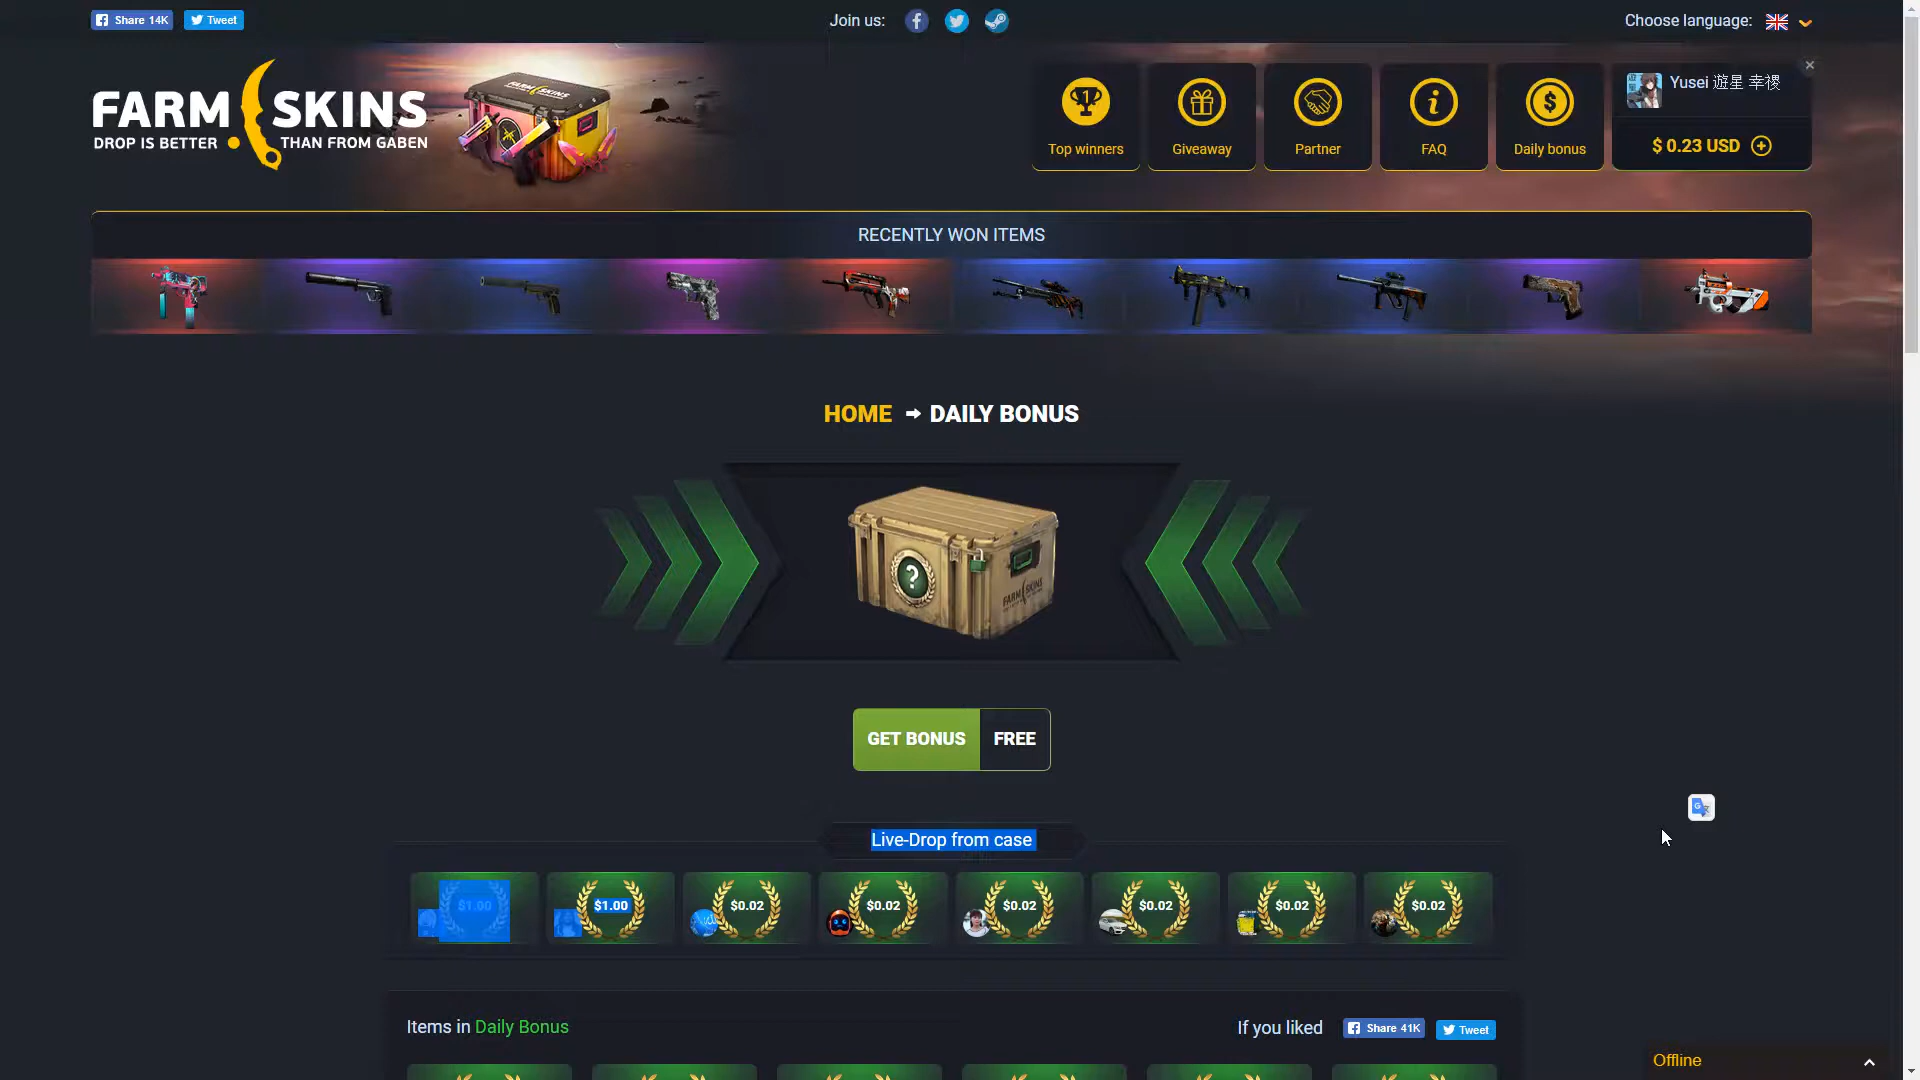 Share 14K
Tweet
Join us:
Choose language:
FARM SKINS
DROP IS BETTER THAN FROM GABEN
Top winners
Giveaway
Partner
FAQ
Daily bonus
Yusei 遊星 幸禝
$ 0.23 USD
RECENTLY WON ITEMS
HOME DAILY BONUS
?
FARM SKINS
GET BONUS FREE
Live-Drop from case
$1.00
$1.00
$0.02
$0.02
$0.02
$0.02
$0.02
$0.02
Items in Daily Bonus
If you liked
Share 41K
Tweet
Offline